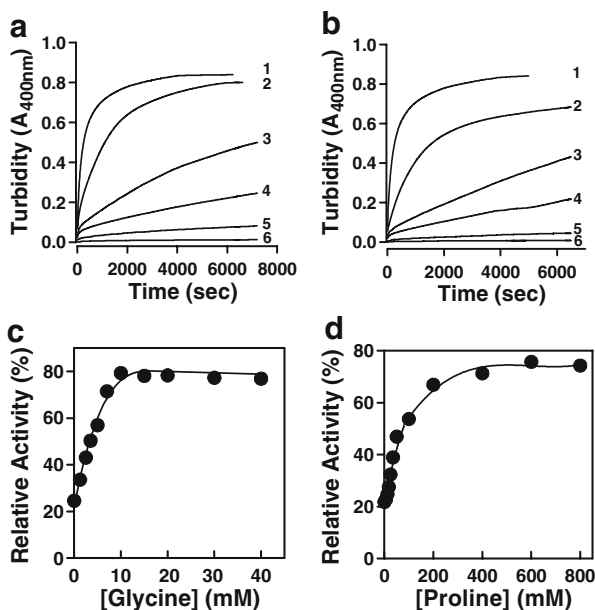 a
Turbidity (A400nm)
1.0
0.8
0.6
0.4
0.2
0.0
0 2000 4000 6000 8000
Time (sec)
1
2
3
4
5
6
b
Turbidity (A400nm)
1.0
0.8
0.6
0.4
0.2
0.0
0 2000 4000 6000
Time (sec)
1
2
3
4
5
6
c
Relative Activity (%)
80
60
40
20
0
0 10 20 30 40
[Glycine] (mM)
d
Relative Activity (%)
80
60
40
20
0
0 200 400 600 800
[Proline] (mM)